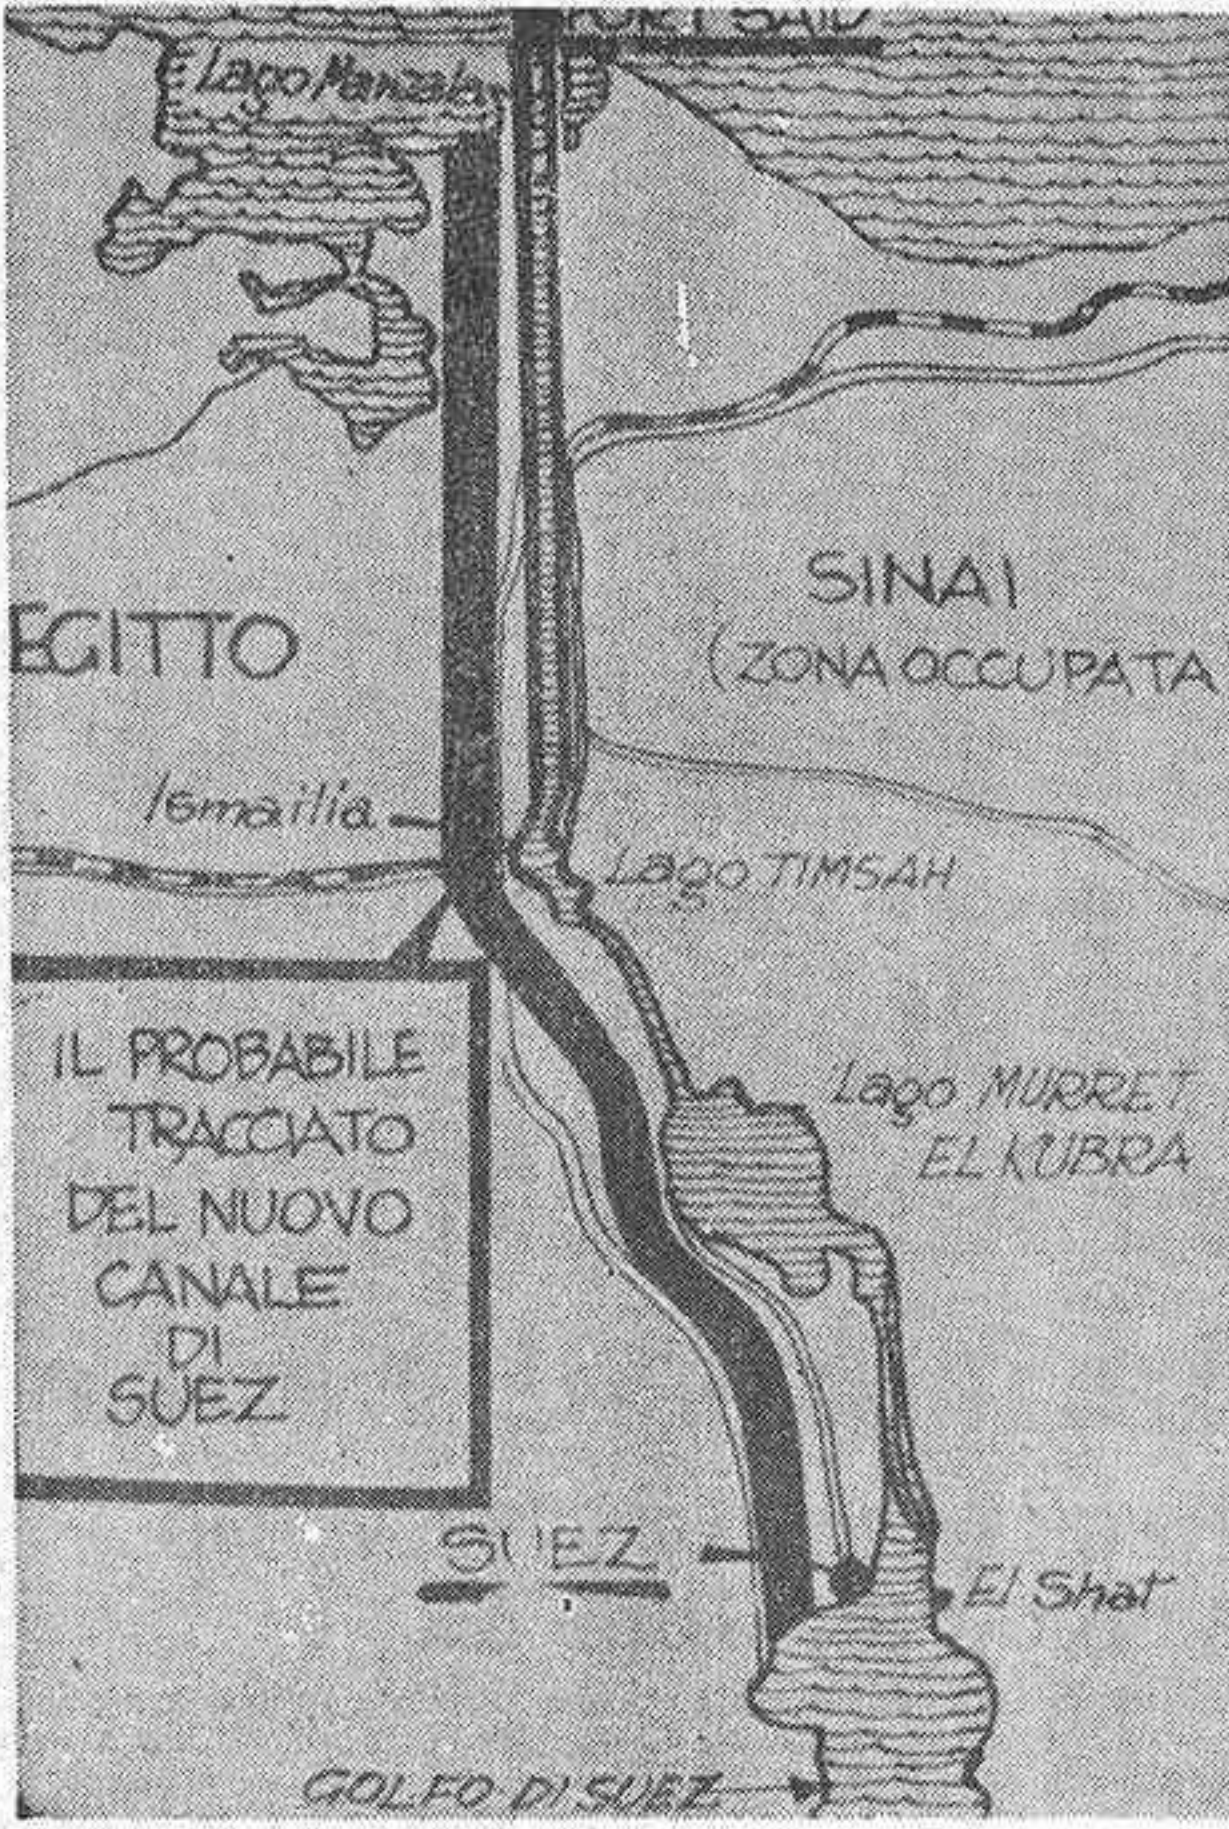 PORT SAID
Lago Manzala
SINAI
(ZONA OCCUPATA
EGITTO
Ismailia
Lago TIMSAH
IL PROBABILE
TRACCIATO
DEL NUOVO
CANALE
DI
SUEZ
Lago MURRET
EL KUBRA
SUEZ
El Shat
GOLFO DI SUEZ